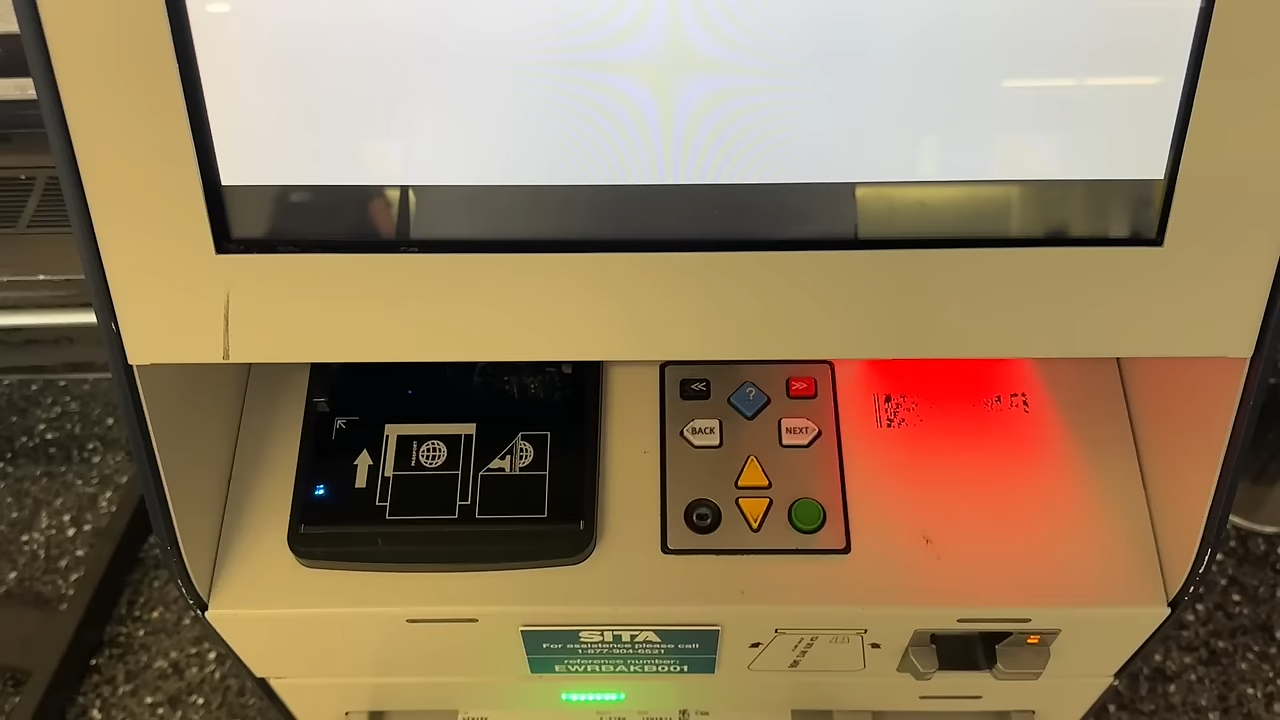 <<
?
>>
BACK
NEXT
PASSPORT
SITA
For assistance please call
1-877-904-6521
reference number:
EWRBAKB001